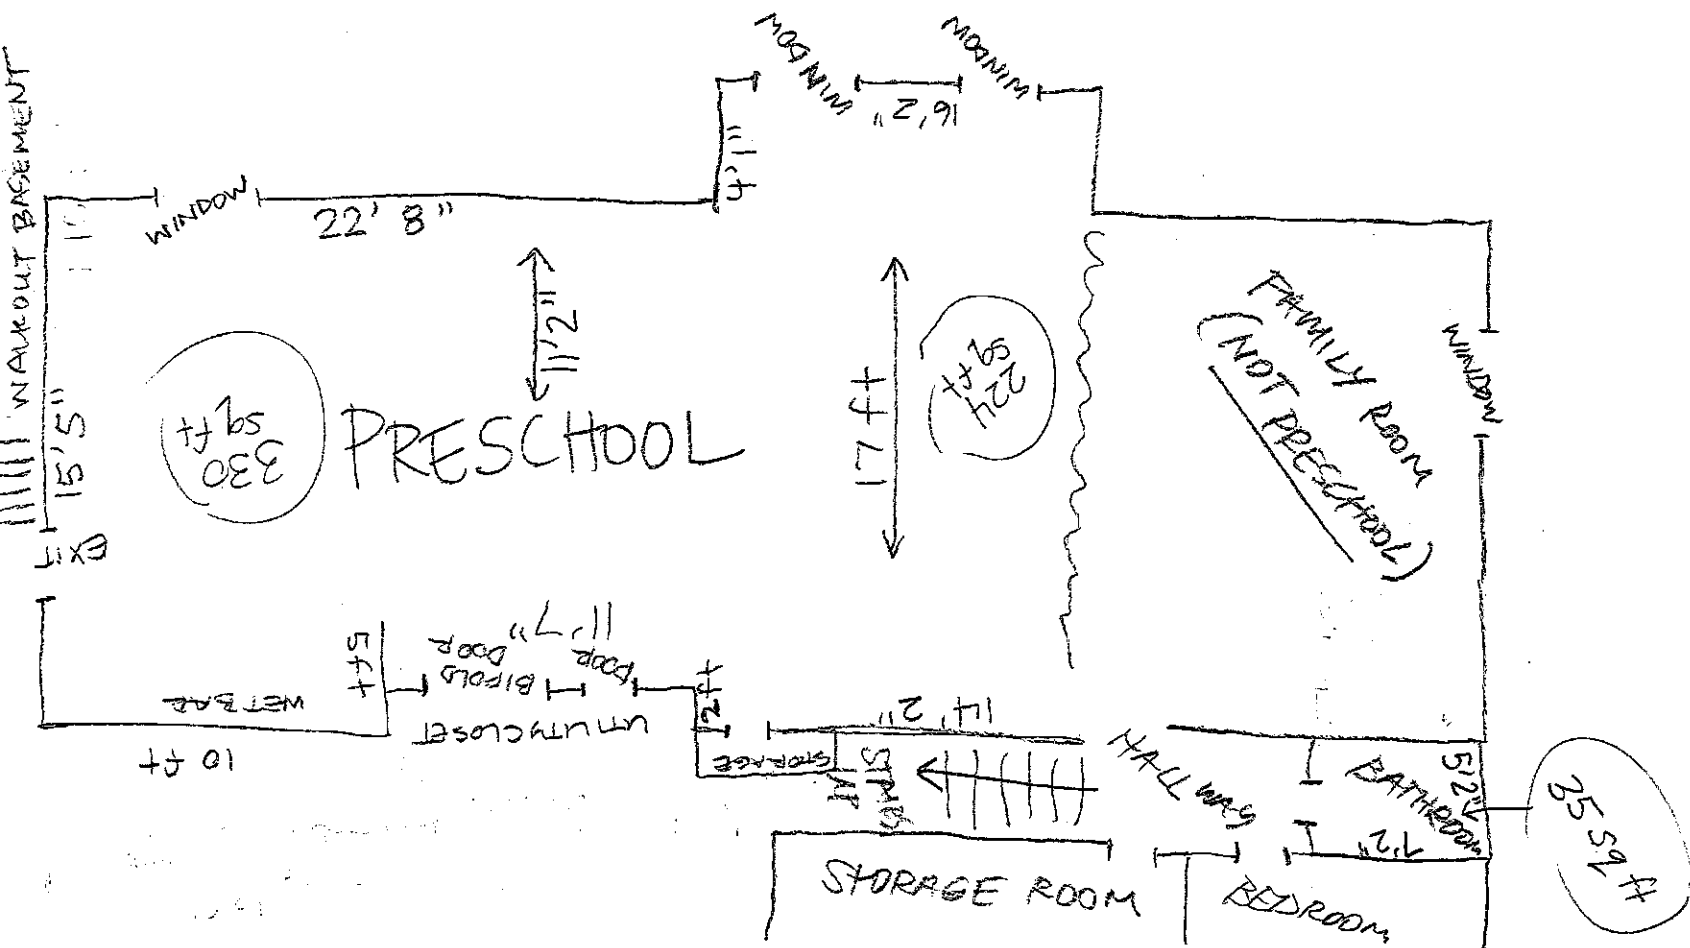 WALKOUT BASEMENT
WINDOW
WINDOW
16'2"
4'1"
WINDOW
22' 8"
11'2"
15'5"
EXIT
330
sq ft
PRESCHOOL
17 ft
224
sq ft
FAMILY ROOM
(NOT PRESCHOOL)
WINDOW
5 ft
WET BAR
10 ft
11'7"
BIFOLD
DOOR
DOOR
UTILITY CLOSET
2 ft
STORAGE
14'2"
STAIRS
UP
HALLWAY
BATHROOM
5'2"
7'2"
35 sq ft
STORAGE ROOM
BEDROOM